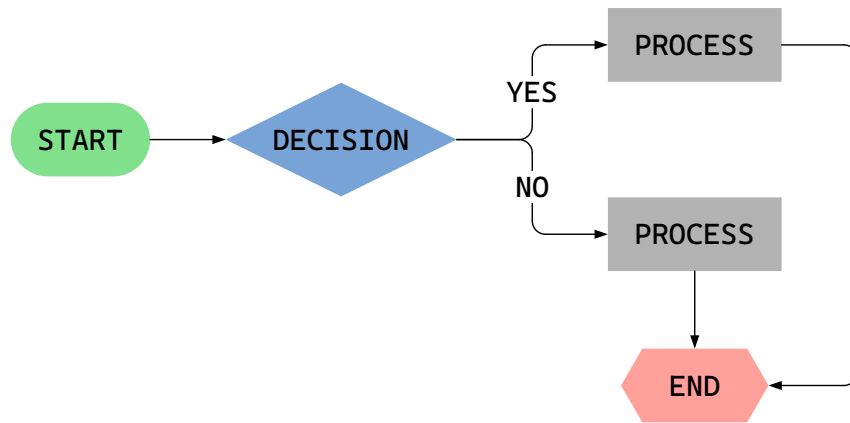 START
DECISION
YES
PROCESS
NO
PROCESS
END